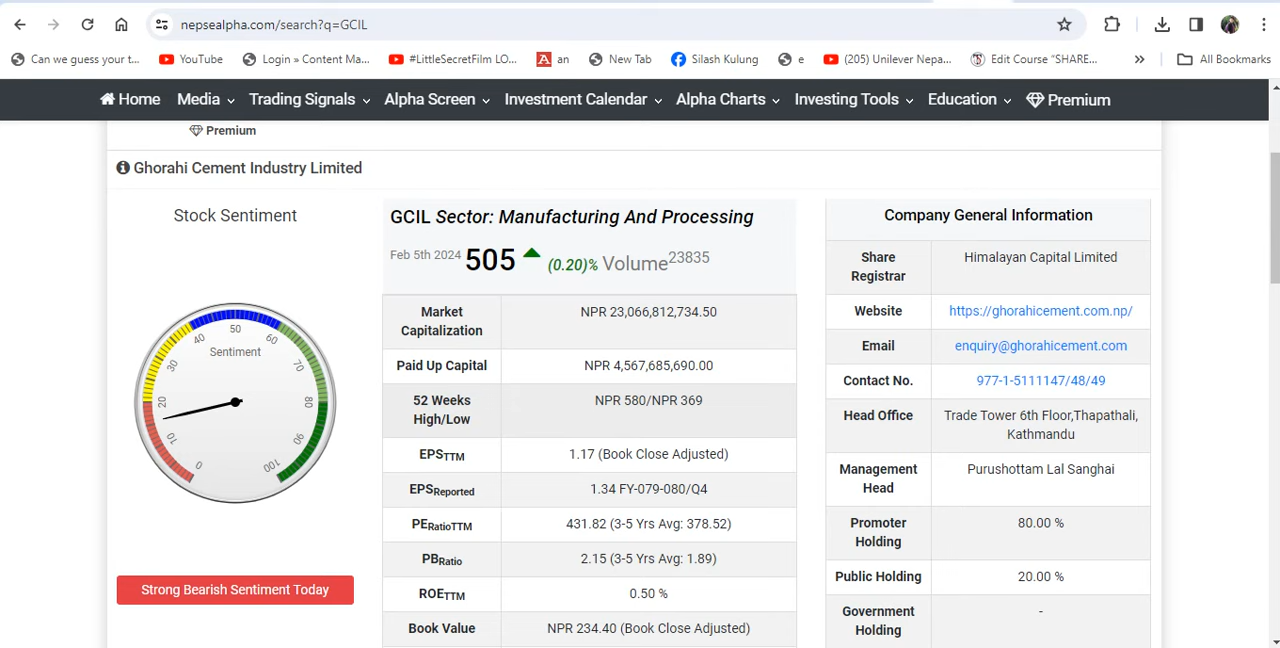 nepsealpha.com/search?q=GCIL
Can we guess your t...
YouTube
Login » Content Ma...
#LittleSecretFilm LO...
an
New Tab
Silash Kulung
e
(205) Unilever Nepa...
Edit Course “SHARE...
»
All Bookmarks
Home
Media
Trading Signals
Alpha Screen
Investment Calendar
Alpha Charts
Investing Tools
Education
Premium
Premium
Ghorahi Cement Industry Limited
Stock Sentiment
0
10
20
30
40
50
60
70
80
90
100
Sentiment
Strong Bearish Sentiment Today
GCIL Sector: Manufacturing And Processing
Feb 5th 2024 505 (0.20)% Volume23835
Market
Capitalization
NPR 23,066,812,734.50
Paid Up Capital
NPR 4,567,685,690.00
52 Weeks
High/Low
NPR 580/NPR 369
EPSTTM
1.17 (Book Close Adjusted)
EPSReported
1.34 FY-079-080/Q4
PERatioTTM
431.82 (3-5 Yrs Avg: 378.52)
PBRatio
2.15 (3-5 Yrs Avg: 1.89)
ROETTM
0.50 %
Book Value
NPR 234.40 (Book Close Adjusted)
Company General Information
Share
Registrar
Himalayan Capital Limited
Website
https://ghorahicement.com.np/
Email
enquiry@ghorahicement.com
Contact No.
977-1-5111147/48/49
Head Office
Trade Tower 6th Floor,Thapathali,
Kathmandu
Management
Head
Purushottam Lal Sanghai
Promoter
Holding
80.00 %
Public Holding
20.00 %
Government
Holding
-